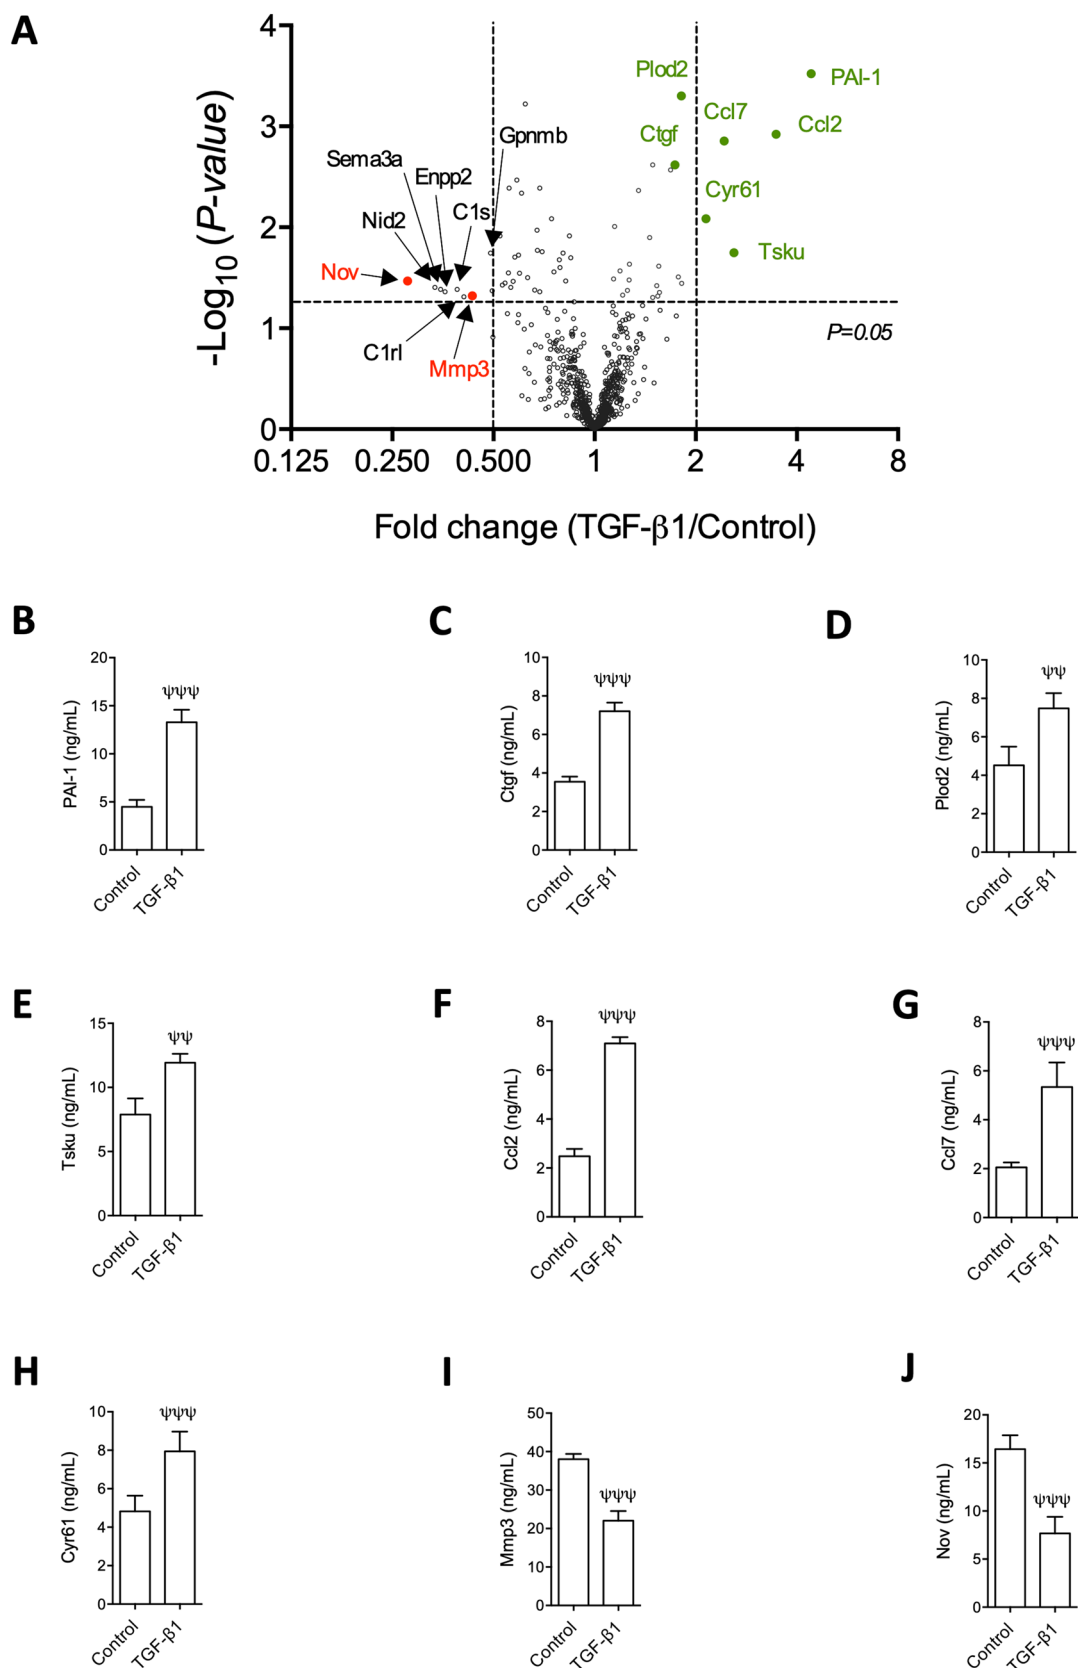 A
-Log10 (P-value)
4
3
2
1
0
Plod2
PAI-1
Ccl7
Ccl2
Ctgf
Gpnmb
Sema3a
Enpp2
Cyr61
C1s
Nid2
Tsku
Nov
P=0.05
C1rl
Mmp3
0.125 0.250 0.500 1 2 4 8
Fold change (TGF-β1/Control)
B
PAI-1 (ng/mL)
20
15
10
5
0
ψψψ
Control
TGF-β1
C
Ctgf (ng/mL)
10
8
6
4
2
0
ψψψ
Control
TGF-β1
D
Plod2 (ng/mL)
10
8
6
4
2
0
ψψ
Control
TGF-β1
E
Tsku (ng/mL)
15
10
5
0
ψψ
Control
TGF-β1
F
Ccl2 (ng/mL)
8
6
4
2
0
ψψψ
Control
TGF-β1
G
Ccl7 (ng/mL)
8
6
4
2
0
ψψψ
Control
TGF-β1
H
Cyr61 (ng/mL)
10
8
6
4
2
0
ψψψ
Control
TGF-β1
I
Mmp3 (ng/mL)
50
40
30
20
10
0
ψψψ
Control
TGF-β1
J
Nov (ng/mL)
20
15
10
5
0
ψψψ
Control
TGF-β1